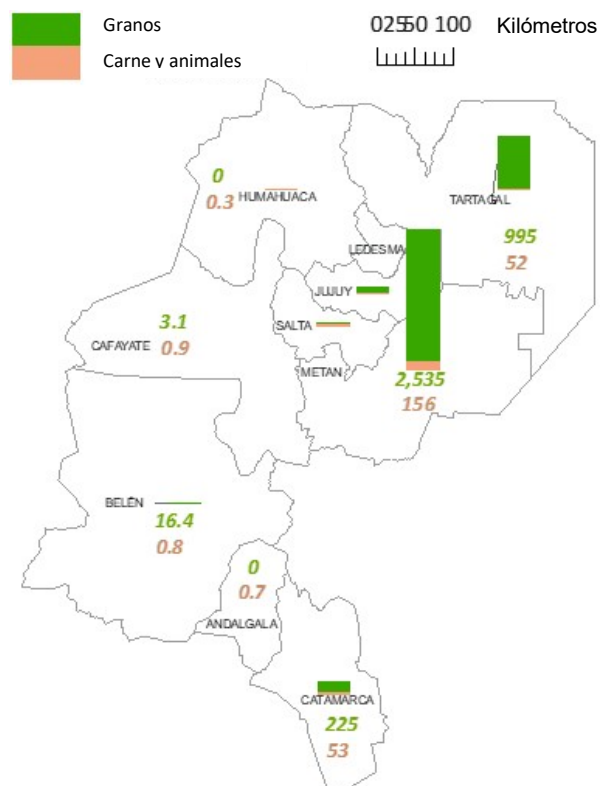 Granos
Carne y animales
02550 100 Kilómetros
0
0.3 HUMAHUACA
TARTAGAL
995
52
LEDESMA
JUJUY
SALTA
3.1
CAFAYATE 0.9
METAN
2,535
156
BELÉN
16.4
0.8
0
0.7
ANDALGALA
CATAMARCA
225
53